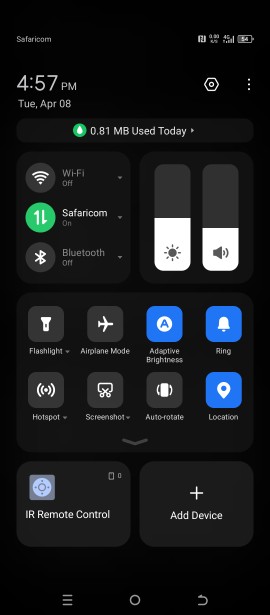 Safaricom
0.00
K/S
4G
54
4:57 PM
Tue, Apr 08
0.81 MB Used Today
Wi-Fi
Off
Safaricom
On
Bluetooth
Off
Flashlight
Airplane Mode
Adaptive
Brightness
Ring
Hotspot
Screenshot
Auto-rotate
Location
0
IR Remote Control
Add Device